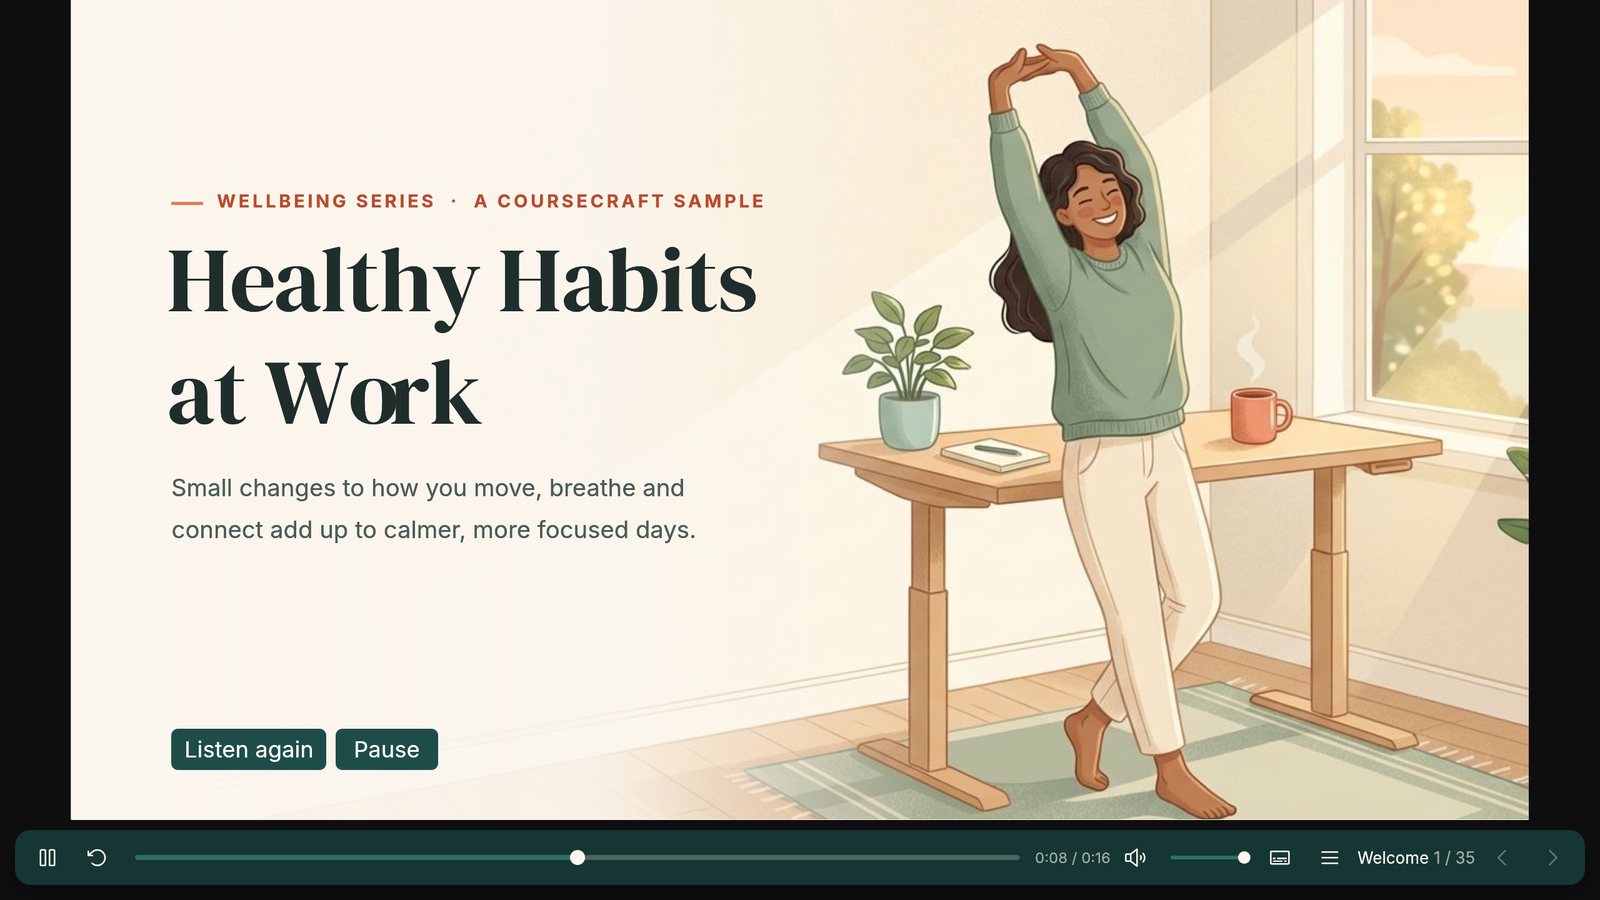 WELLBEING SERIES · A COURSECRAFT SAMPLE
Healthy Habits
at Work
Small changes to how you move, breathe and
connect add up to calmer, more focused days.
Listen again
Pause
0:08 / 0:16
Welcome 1 / 35